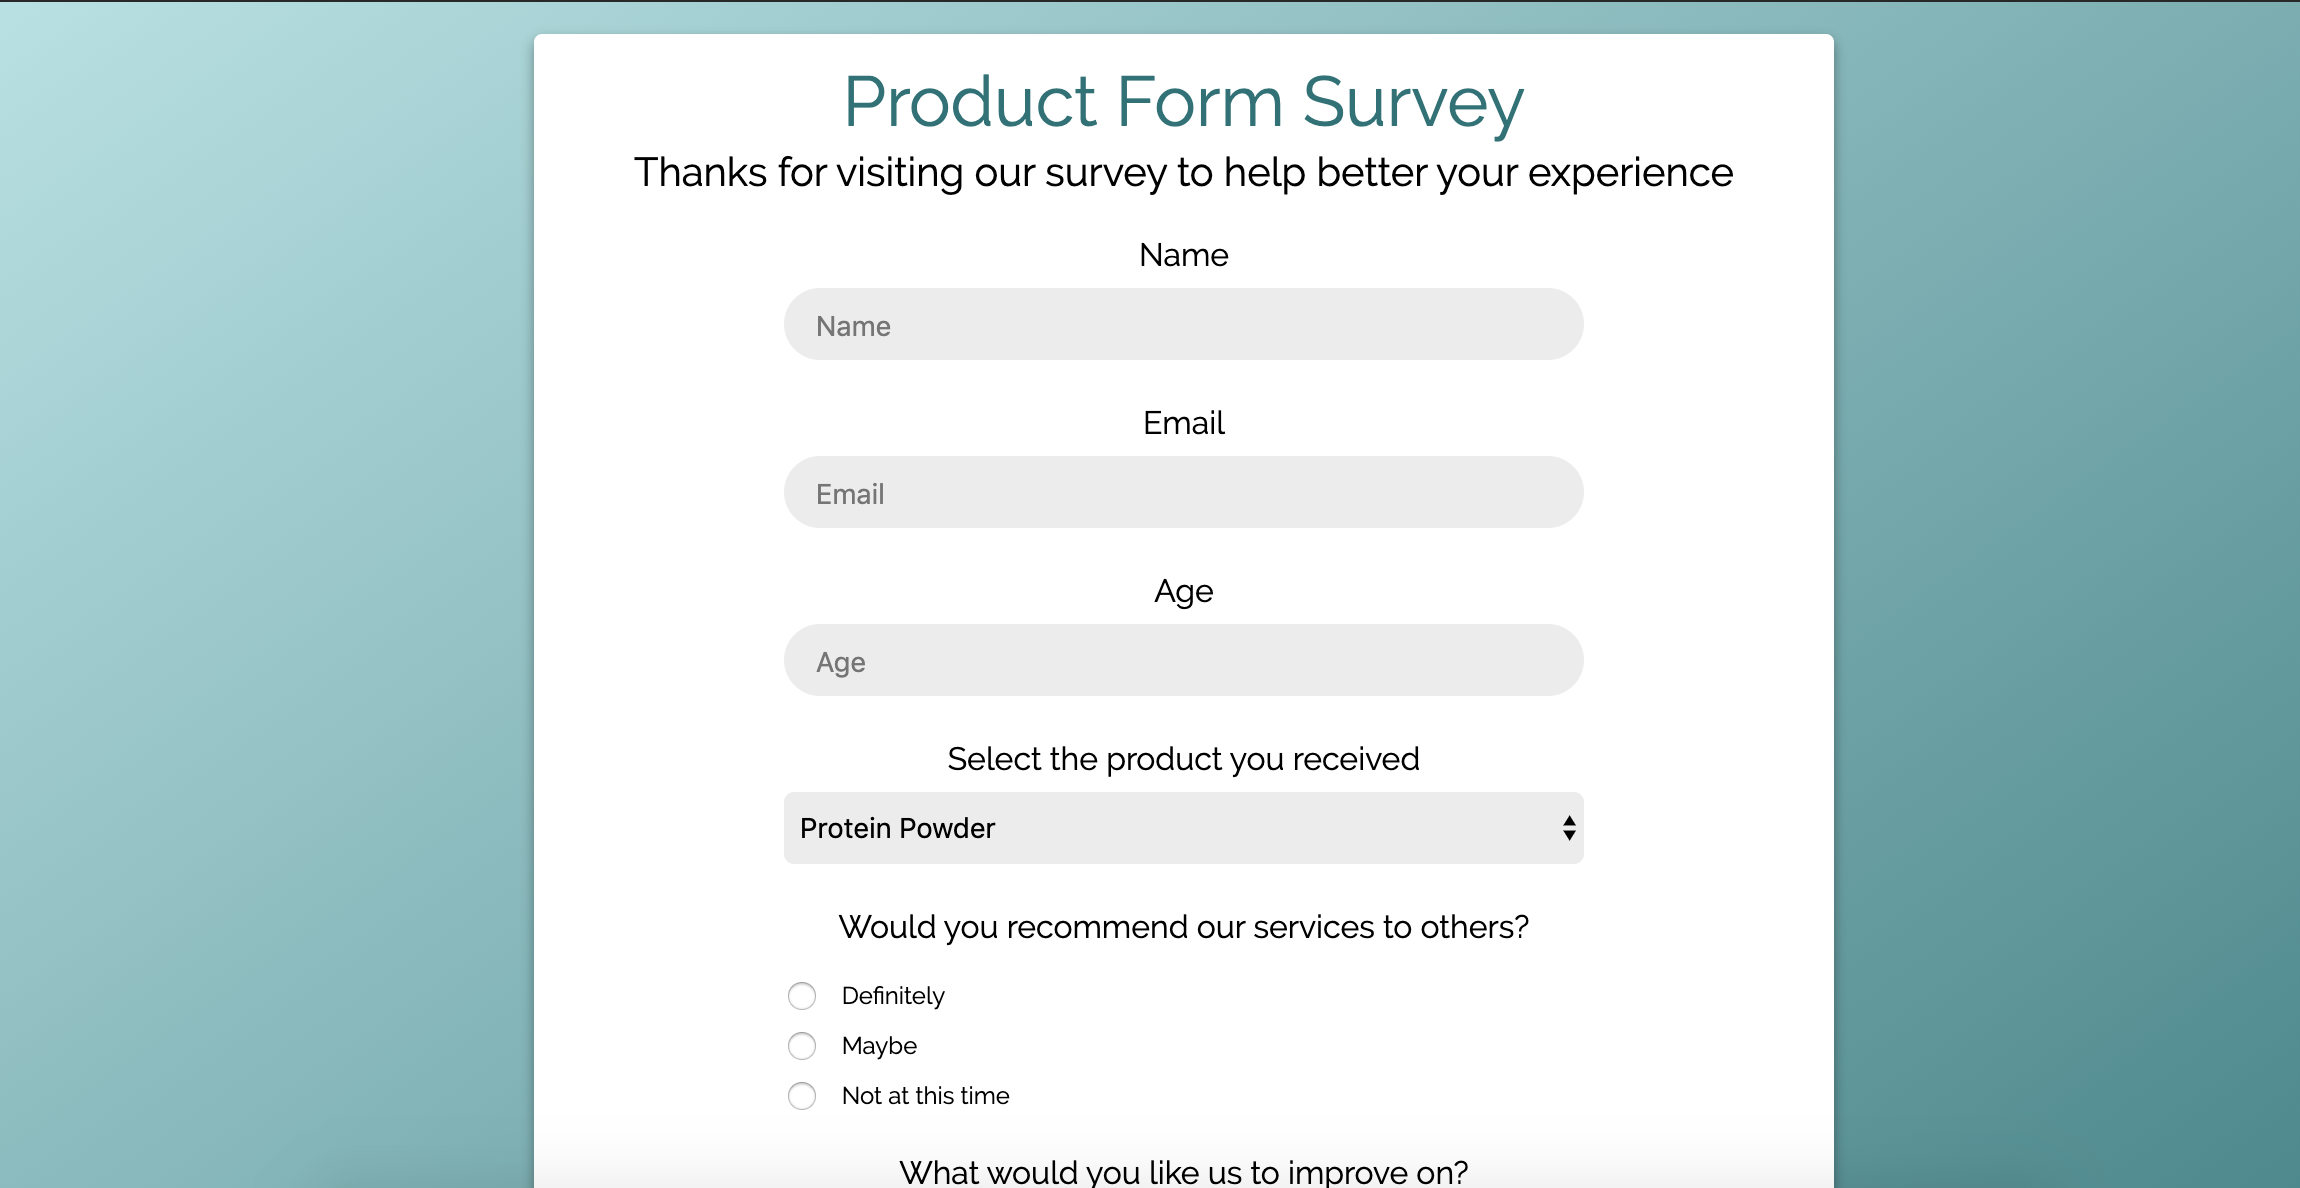 Product Form Survey
Thanks for visiting our survey to help better your experience
Name
Name
Email
Email
Age
Age
Select the product you received
Protein Powder
Would you recommend our services to others?
Definitely
Maybe
Not at this time
What would you like us to improve on?